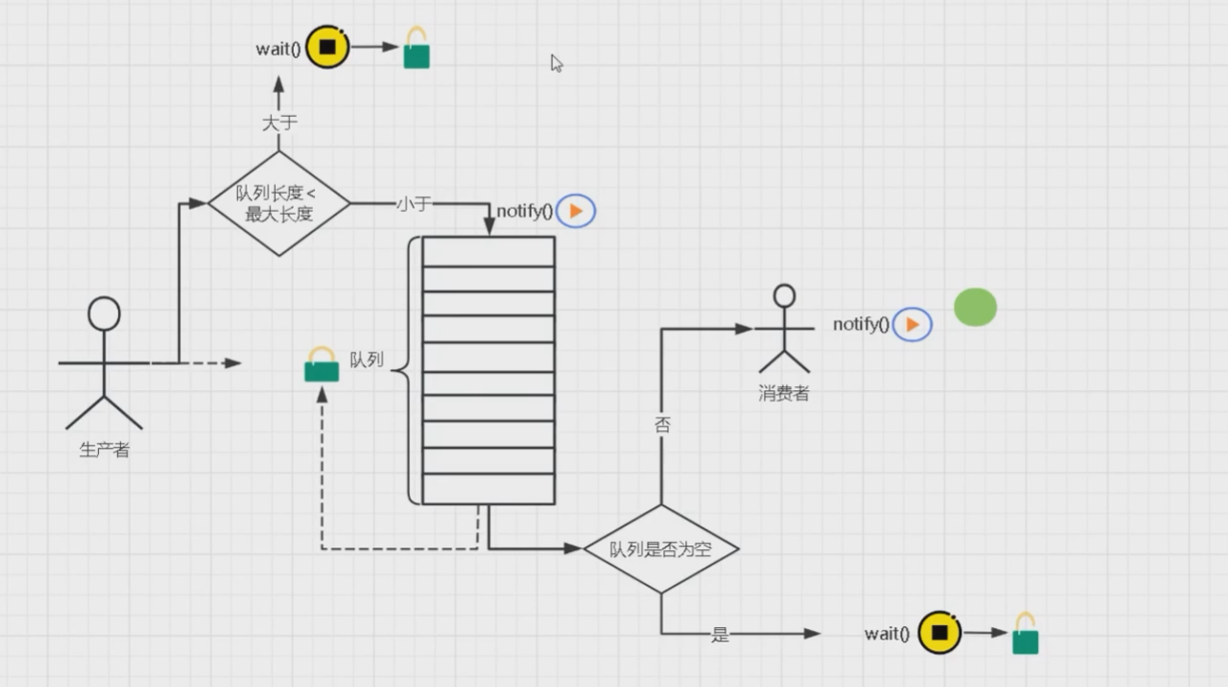 wait()
大于
队列长度 <
最大长度
小于
notify()
队列
生产者
notify()
消费者
否
队列是否为空
是
wait()